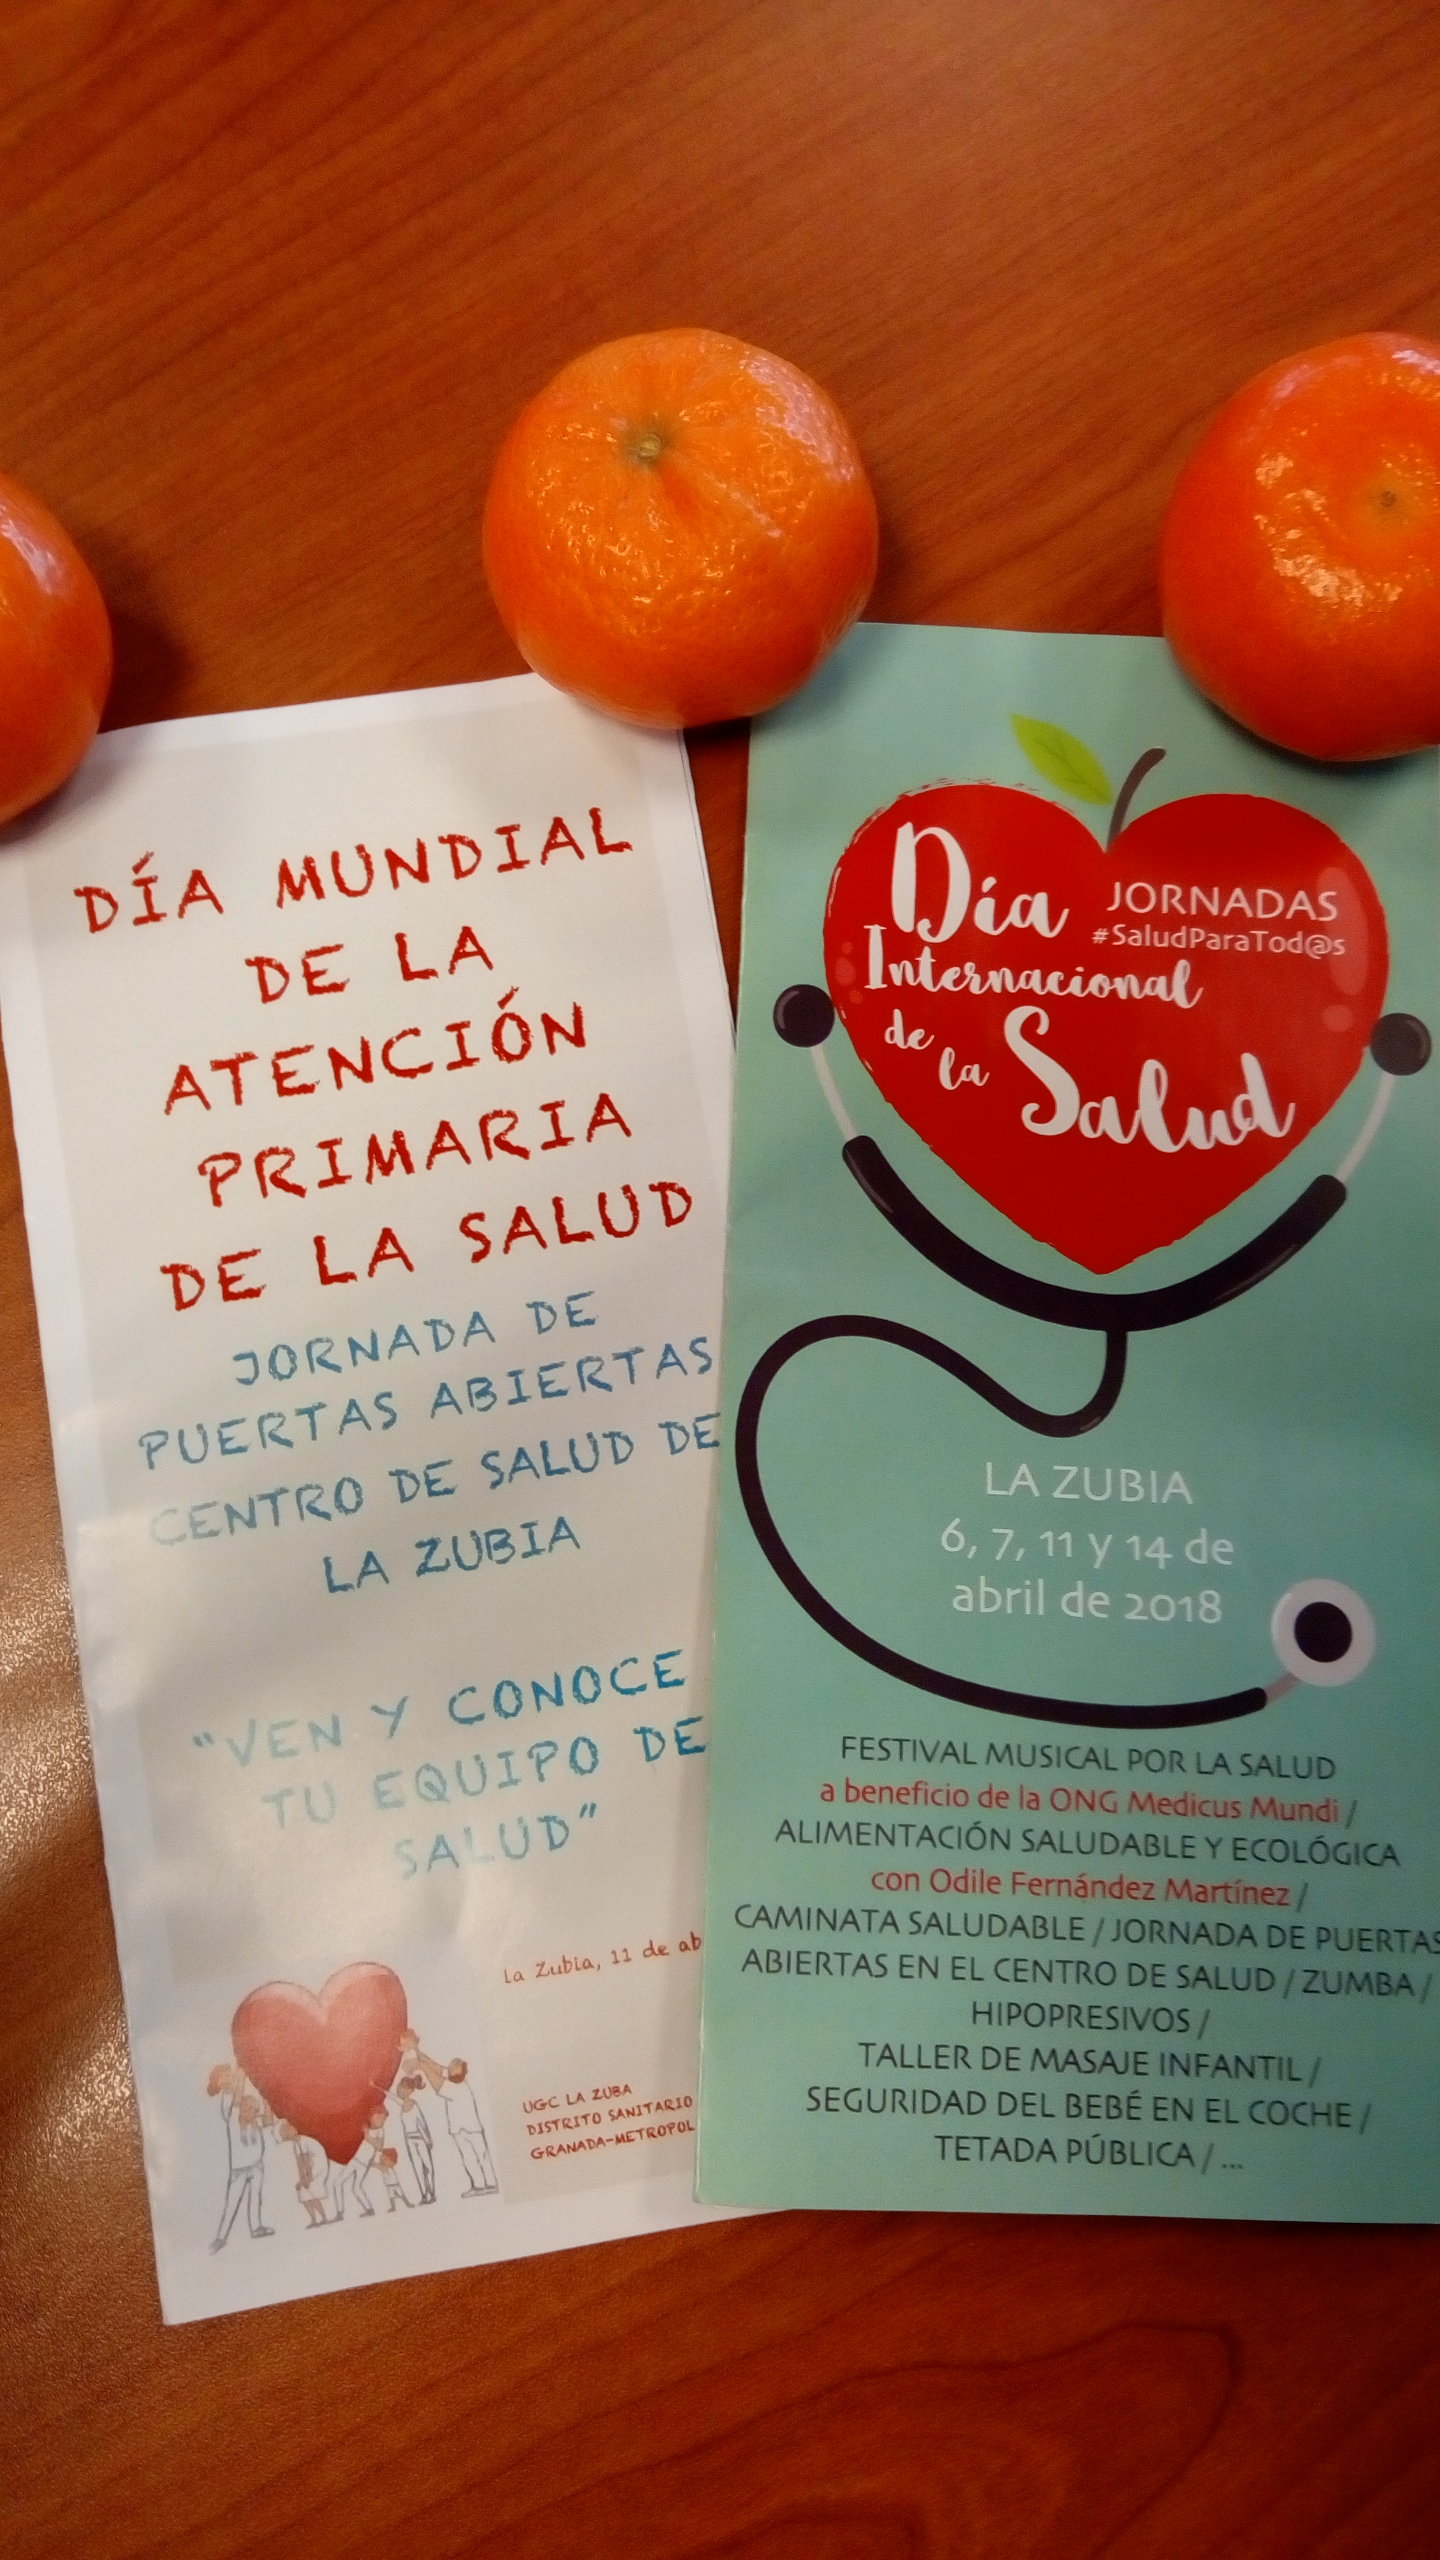 DÍA MUNDIAL
DE LA
ATENCIÓN
PRIMARIA
DE LA SALUD
JORNADA DE
PUERTAS ABIERTAS
CENTRO DE SALUD DE
LA ZUBIA
"VEN Y CONOCE
TU EQUIPO DE
SALUD"
la Zubia, 11 de ab
UGC LA ZUBA
DISTRITO SANITARIO
GRANADA-METROPOL
Día
JORNADAS
#SaludParaTod@s
Internacional
de
la
Salud
LA ZUBIA
6, 7, 11 y 14 de
abril de 2018
FESTIVAL MUSICAL POR LA SALUD
a beneficio de la ONG Medicus Mundi /
ALIMENTACIÓN SALUDABLE Y ECOLÓGICA
con Odile Fernández Martínez /
CAMINATA SALUDABLE / JORNADA DE PUERTAS
ABIERTAS EN EL CENTRO DE SALUD / ZUMBA /
HIPOPRESIVOS /
TALLER DE MASAJE INFANTIL /
SEGURIDAD DEL BEBÉ EN EL COCHE /
TETADA PÚBLICA / ...